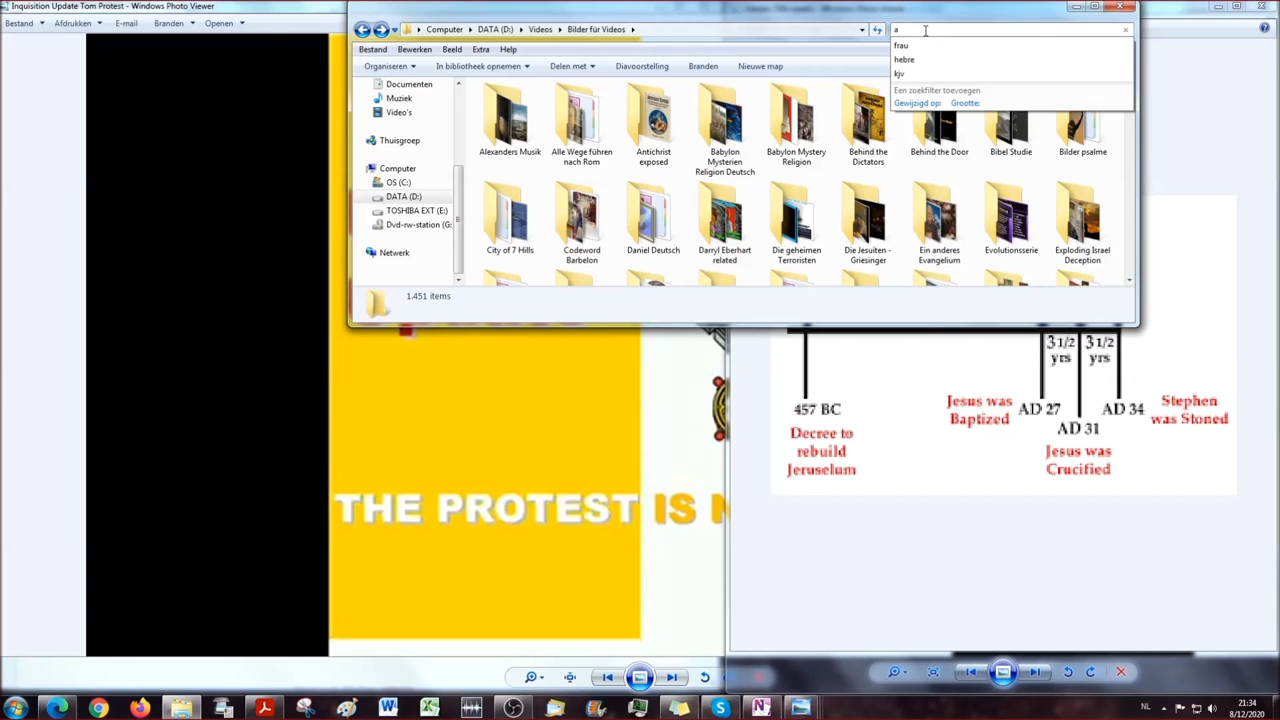 Inquisition Update Tom Protest - Windows Photo Viewer
Bestand Afdrukken E-mail Branden Openen
Computer DATA (D:) Videos Bilder für Videos
a
frau
hebre
kjv
Een zoekfilter toevoegen
Gewijzigd op: Grootte:
Bestand Bewerken Beeld Extra Help
Organiseren In bibliotheek opnemen Delen met Diavoorstelling Branden Nieuwe map
Documenten
Muziek
Video's
Thuisgroep
Computer
OS (C:)
DATA (D:)
TOSHIBA EXT (E:)
Dvd-rw-station (G:
Netwerk
Alexanders Musik
Alle Wege führen nach Rom
Antichrist exposed
Babylon Mysterien Religion Deutsch
Babylon Mystery Religion
Behind the Dictators
Behind the Door
Bibel Studie
Bilder psalme
City of 7 Hills
Codeword Barbelon
Daniel Deutsch
Darryl Eberhart related
Die geheimen Terroristen
Die Jesuiten - Griesinger
Ein anderes Evangelium
Evolutionsserie
Exploding Israel Deception
1.451 items
THE PROTEST IS
3 1/2 yrs
3 1/2 yrs
457 BC
Decree to rebuild Jeruselum
Jesus was Baptized
AD 27
AD 31
Jesus was Crucified
AD 34
Stephen was Stoned
NL
21:34
8/12/2020